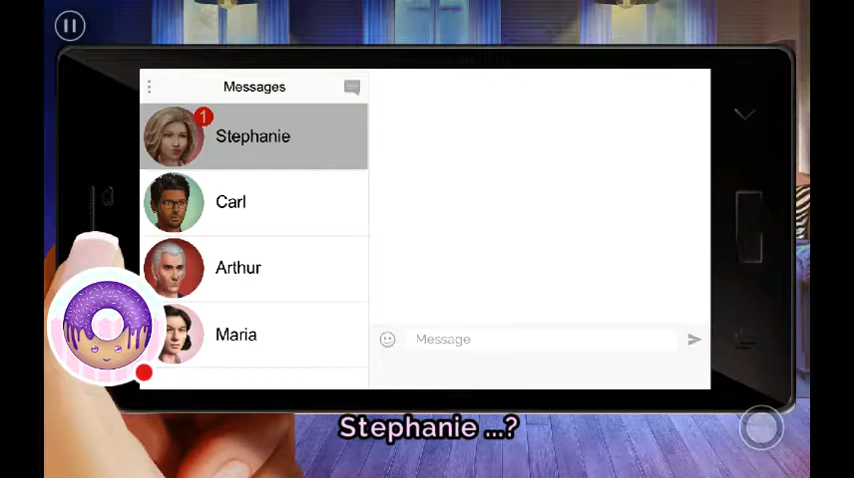 Messages
1
Stephanie
Carl
Arthur
Maria
Message
Stephanie ...?